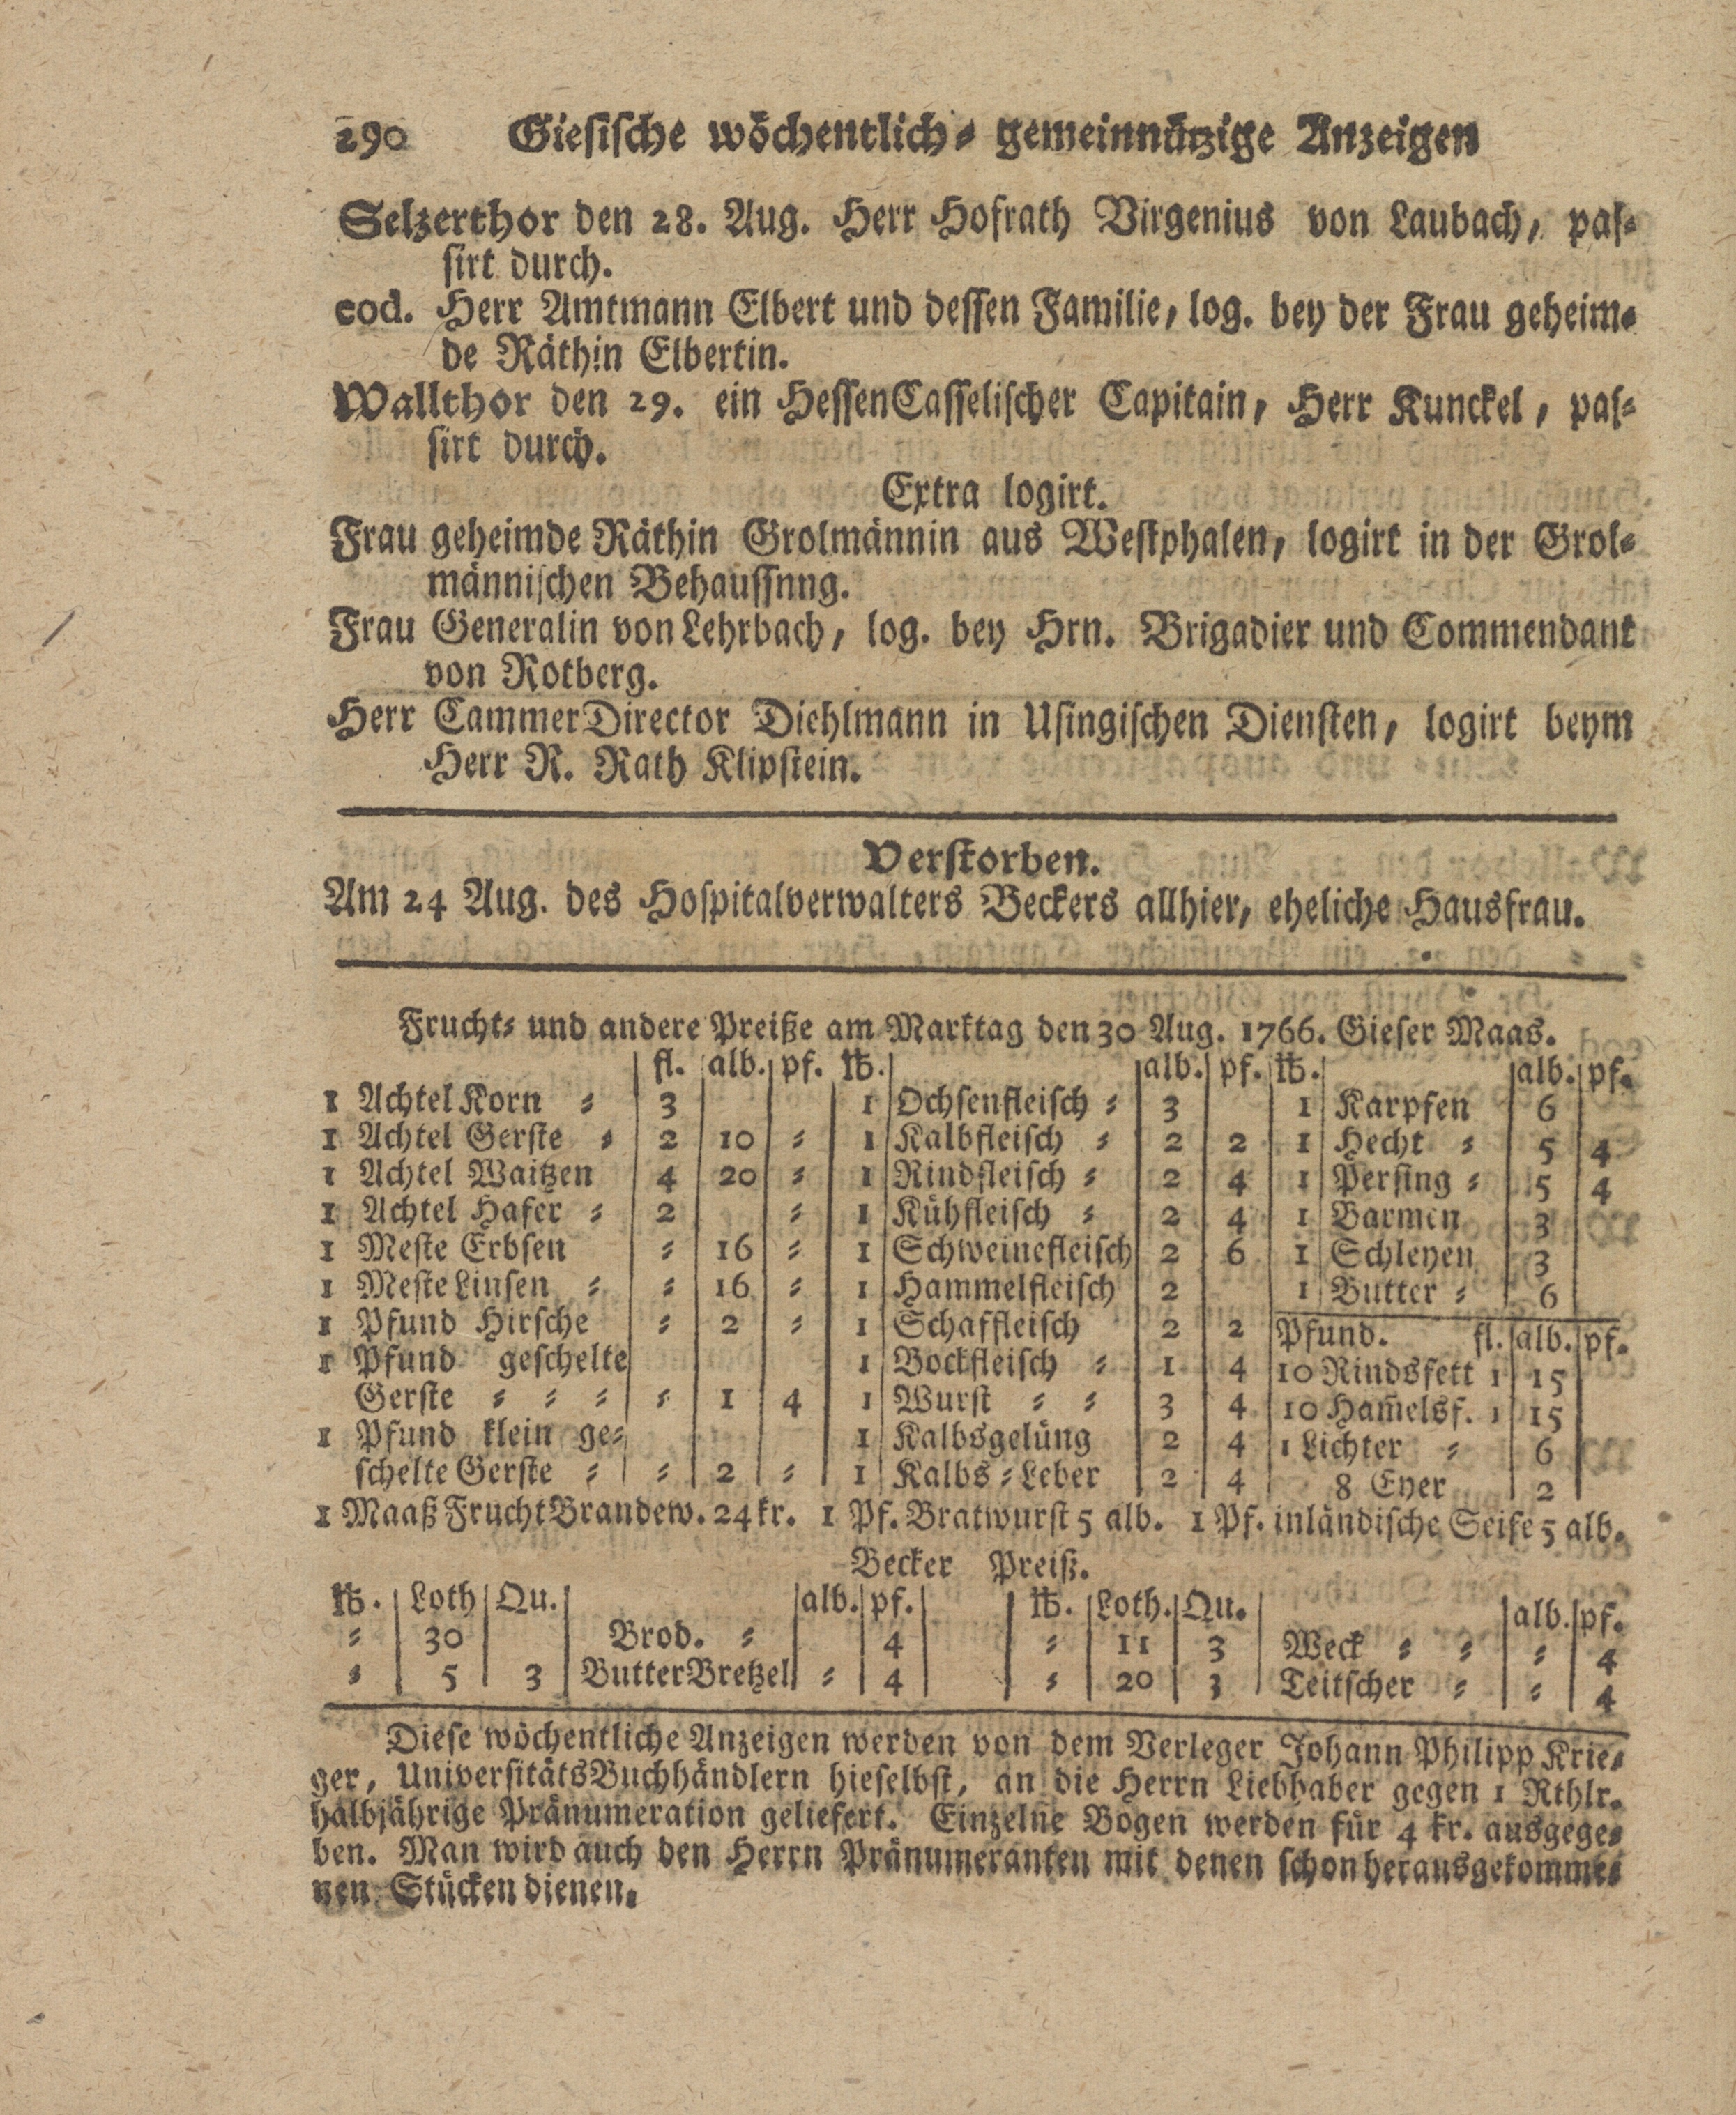 290 Giesische wöchentlich⸗ gemeinnützige Anzeigen
Selzerthor den 28. Aug. Herr Hofrath Virgenius von Laubach, pas⸗
sirt durch.
eod. Herr Amtmann Elbert und dessen Familie, log. bey der Frau geheim⸗
de Räthin Elbertin.
Wallthor den 29. ein HessenCasselischer Capitain, Herr Kunckel, pas⸗
sirt durch.
Extra logirt.
Frau geheimde Räthin Grolmännin aus Westphalen, logirt in der Grol⸗
männischen Behaussnng.
Frau Generalin von Lehrbach, log. bey Hrn. Brigadier und Commendant
von Rotberg.
Herr CammerDirector Diehlmann in Usingischen Diensten, logirt beym
Herr R. Rath Klipstein.
Verstorben.
Am 24 Aug. des Hospitalverwalters Beckers allhier, eheliche Hausfrau.
Frucht⸗ und andere Preiße am Marktag den 30 Aug. 1766. Gieser Maas.
fl. alb. pf. ℔. alb. pf. ℔. alb. pf.
1 Achtel Korn ⸗ 3 1 Ochsenfleisch ⸗ 3 1 Karpfen 6
1 Achtel Gerste ⸗ 2 10 ⸗ 1 Kalbfleisch ⸗ 2 2 1 Hecht ⸗ 5 4
1 Achtel Waitzen 4 20 ⸗ 1 Rindfleisch ⸗ 2 4 1 Persing ⸗ 5 4
1 Achtel Hafer ⸗ 2 ⸗ 1 Kühfleisch ⸗ 2 4 1 Barmen 3
1 Meste Erbsen ⸗ 16 ⸗ 1 Schweinefleisch 2 6 1 Schleyen 3
1 Meste Linsen ⸗ ⸗ 16 ⸗ 1 Hammelfleisch 2 1 Butter ⸗ 6
1 Pfund Hirsche ⸗ 2 ⸗ 1 Schaffleisch 2 2 Pfund. fl. alb. pf.
1 Pfund geschelte 1 Bockfleisch ⸗ 1 4 10 Rindsfett 1 15
Gerste ⸗ ⸗ ⸗ ⸗ 1 4 1 Wurst ⸗ ⸗ 3 4 10 Ham̃elsf. 1 15
1 Pfund klein ge⸗ 1 Kalbsgelüng 2 4 1 Lichter ⸗ 6
schelte Gerste ⸗ ⸗ 2 ⸗ 1 Kalbs⸗Leber 2 4 8 Eyer 2
1 Maaß FruchtBrandew. 24 kr. 1 Pf. Bratwurst 5 alb. 1 Pf. inländische Seife 5 alb.
Becker Preiß.
℔. Loth Qu. alb. pf. ℔. Loth. Qu. alb. pf.
⸗ 30 Brod. ⸗ 4 ⸗ 11 3 Weck ⸗ ⸗ ⸗ 4
⸗ 5 3 ButterBretzel ⸗ 4 ⸗ 20 3 Teitscher ⸗ ⸗ 4
Diese wöchentliche Anzeigen werden von dem Verleger Johann Philipp Krie⸗
ger, UniversitätsBuchhändlern hieselbst, an die Herrn Liebhaber gegen 1 Rthlr.
halbjährige Pränumeration geliefert. Einzelne Bogen werden für 4 kr. ausgege⸗
ben. Man wird auch den Herrn Pränumeranten mit denen schon herausgekomme⸗
nen Stücken dienen.